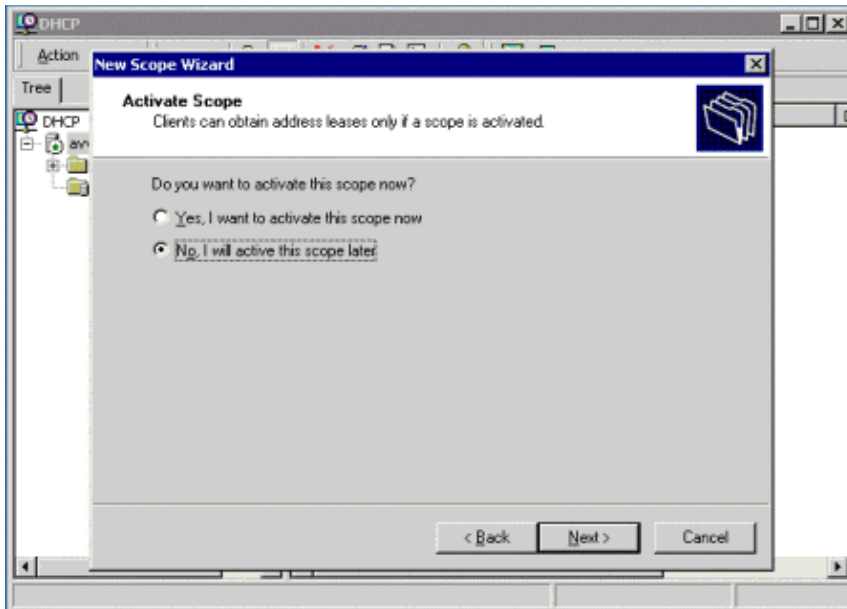 DHCP
Action
Tree
DHCP
New Scope Wizard
Activate Scope
Clients can obtain address leases only if a scope is activated.
Do you want to activate this scope now?
Yes, I want to activate this scope now
No, I will active this scope later
< Back
Next >
Cancel